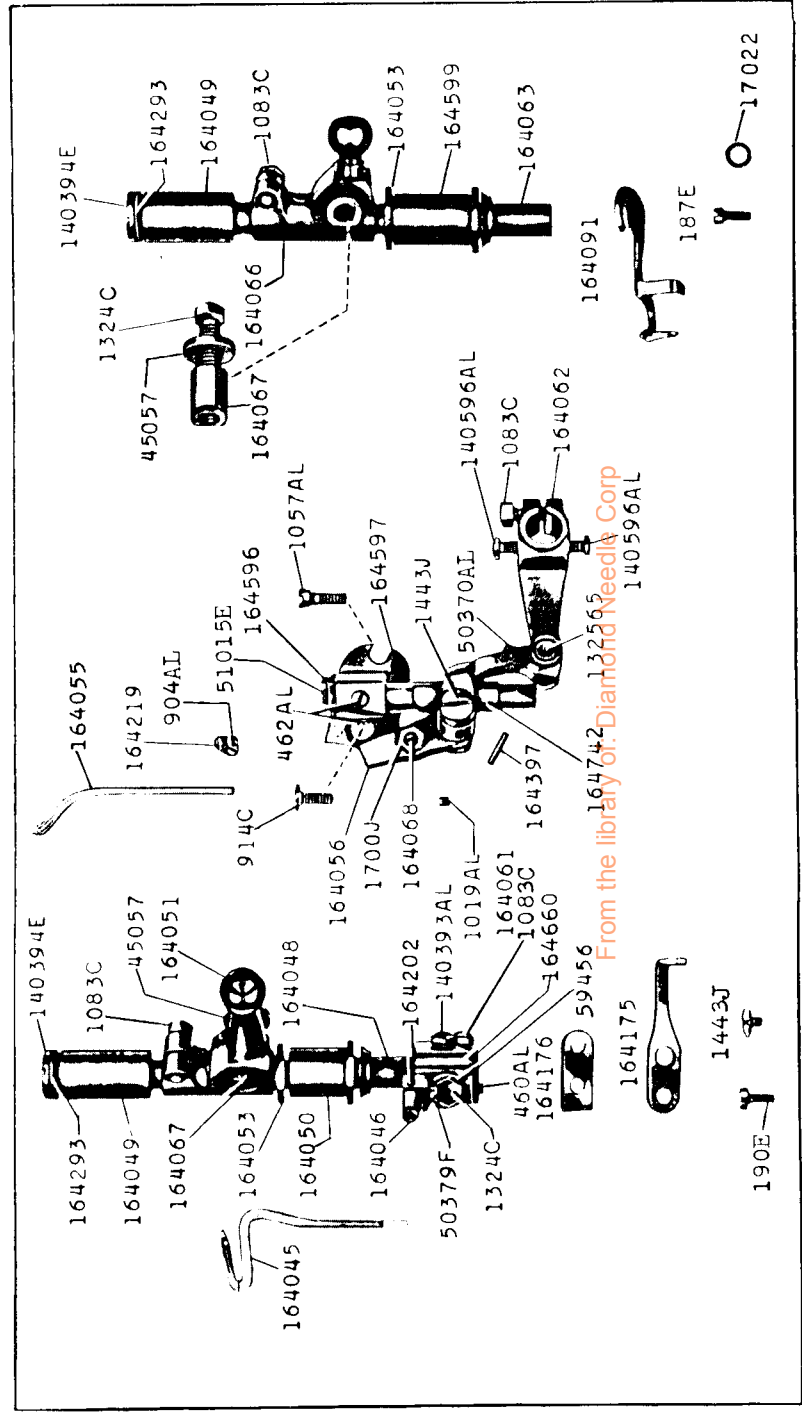 140394E
164293
164049
1083C
164053
164599
164063
17022
1324C
164066
45057
164067
164091
187E
140596AL
1083C
164062
140596AL
1057AL
164597
164596
51015E
1443J
50370AL
132565
462AL
904AL
164219
164055
914C
164056
1700J
164068
164397
164742
1019AL
140394E
1083C
45057
164051
164048
164202
140393AL
164061
1083C
164660
59456
164293
164049
164067
164053
164050
164046
50379F
1324C
460AL
164176
164175
1443J
190E
164045
From the library of: Diamond Needle Corp